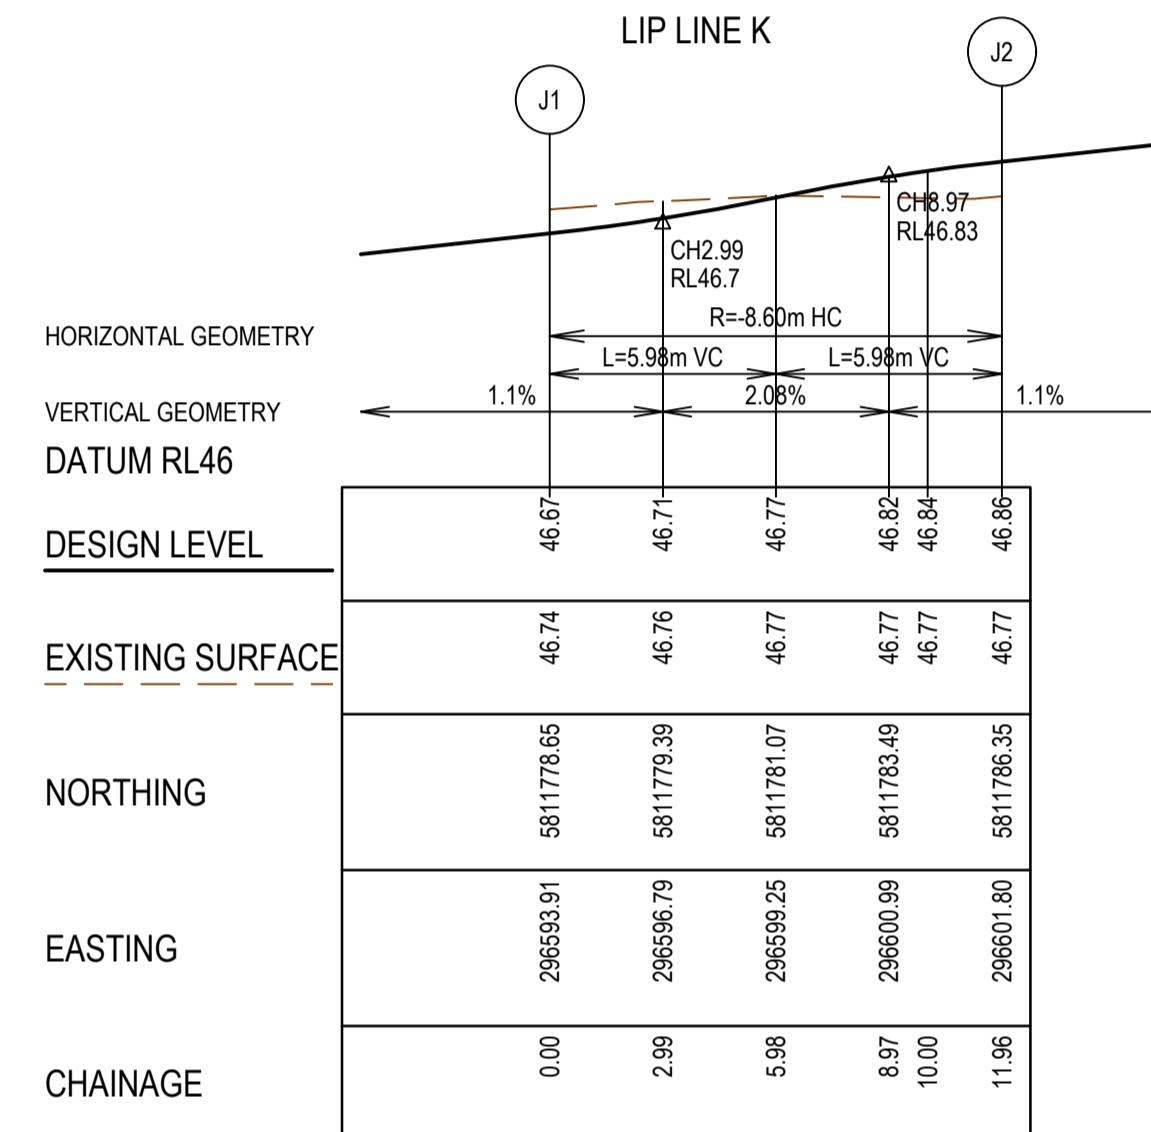 LIP LINE K
J1
J2
CH8.97
RL46.83
CH2.99
RL46.7
HORIZONTAL GEOMETRY
R=-8.60m HC
L=5.98m VC L=5.98m VC
VERTICAL GEOMETRY
1.1% 2.08% 1.1%
DATUM RL46
DESIGN LEVEL 46.67 46.71 46.77 46.82 46.84 46.86
EXISTING SURFACE 46.74 46.76 46.77 46.77 46.77 46.77
NORTHING 5811778.65 5811779.39 5811781.07 5811783.49 5811786.35
EASTING 296593.91 296596.79 296599.25 296600.99 296601.80
CHAINAGE 0.00 2.99 5.98 8.97 10.00 11.96